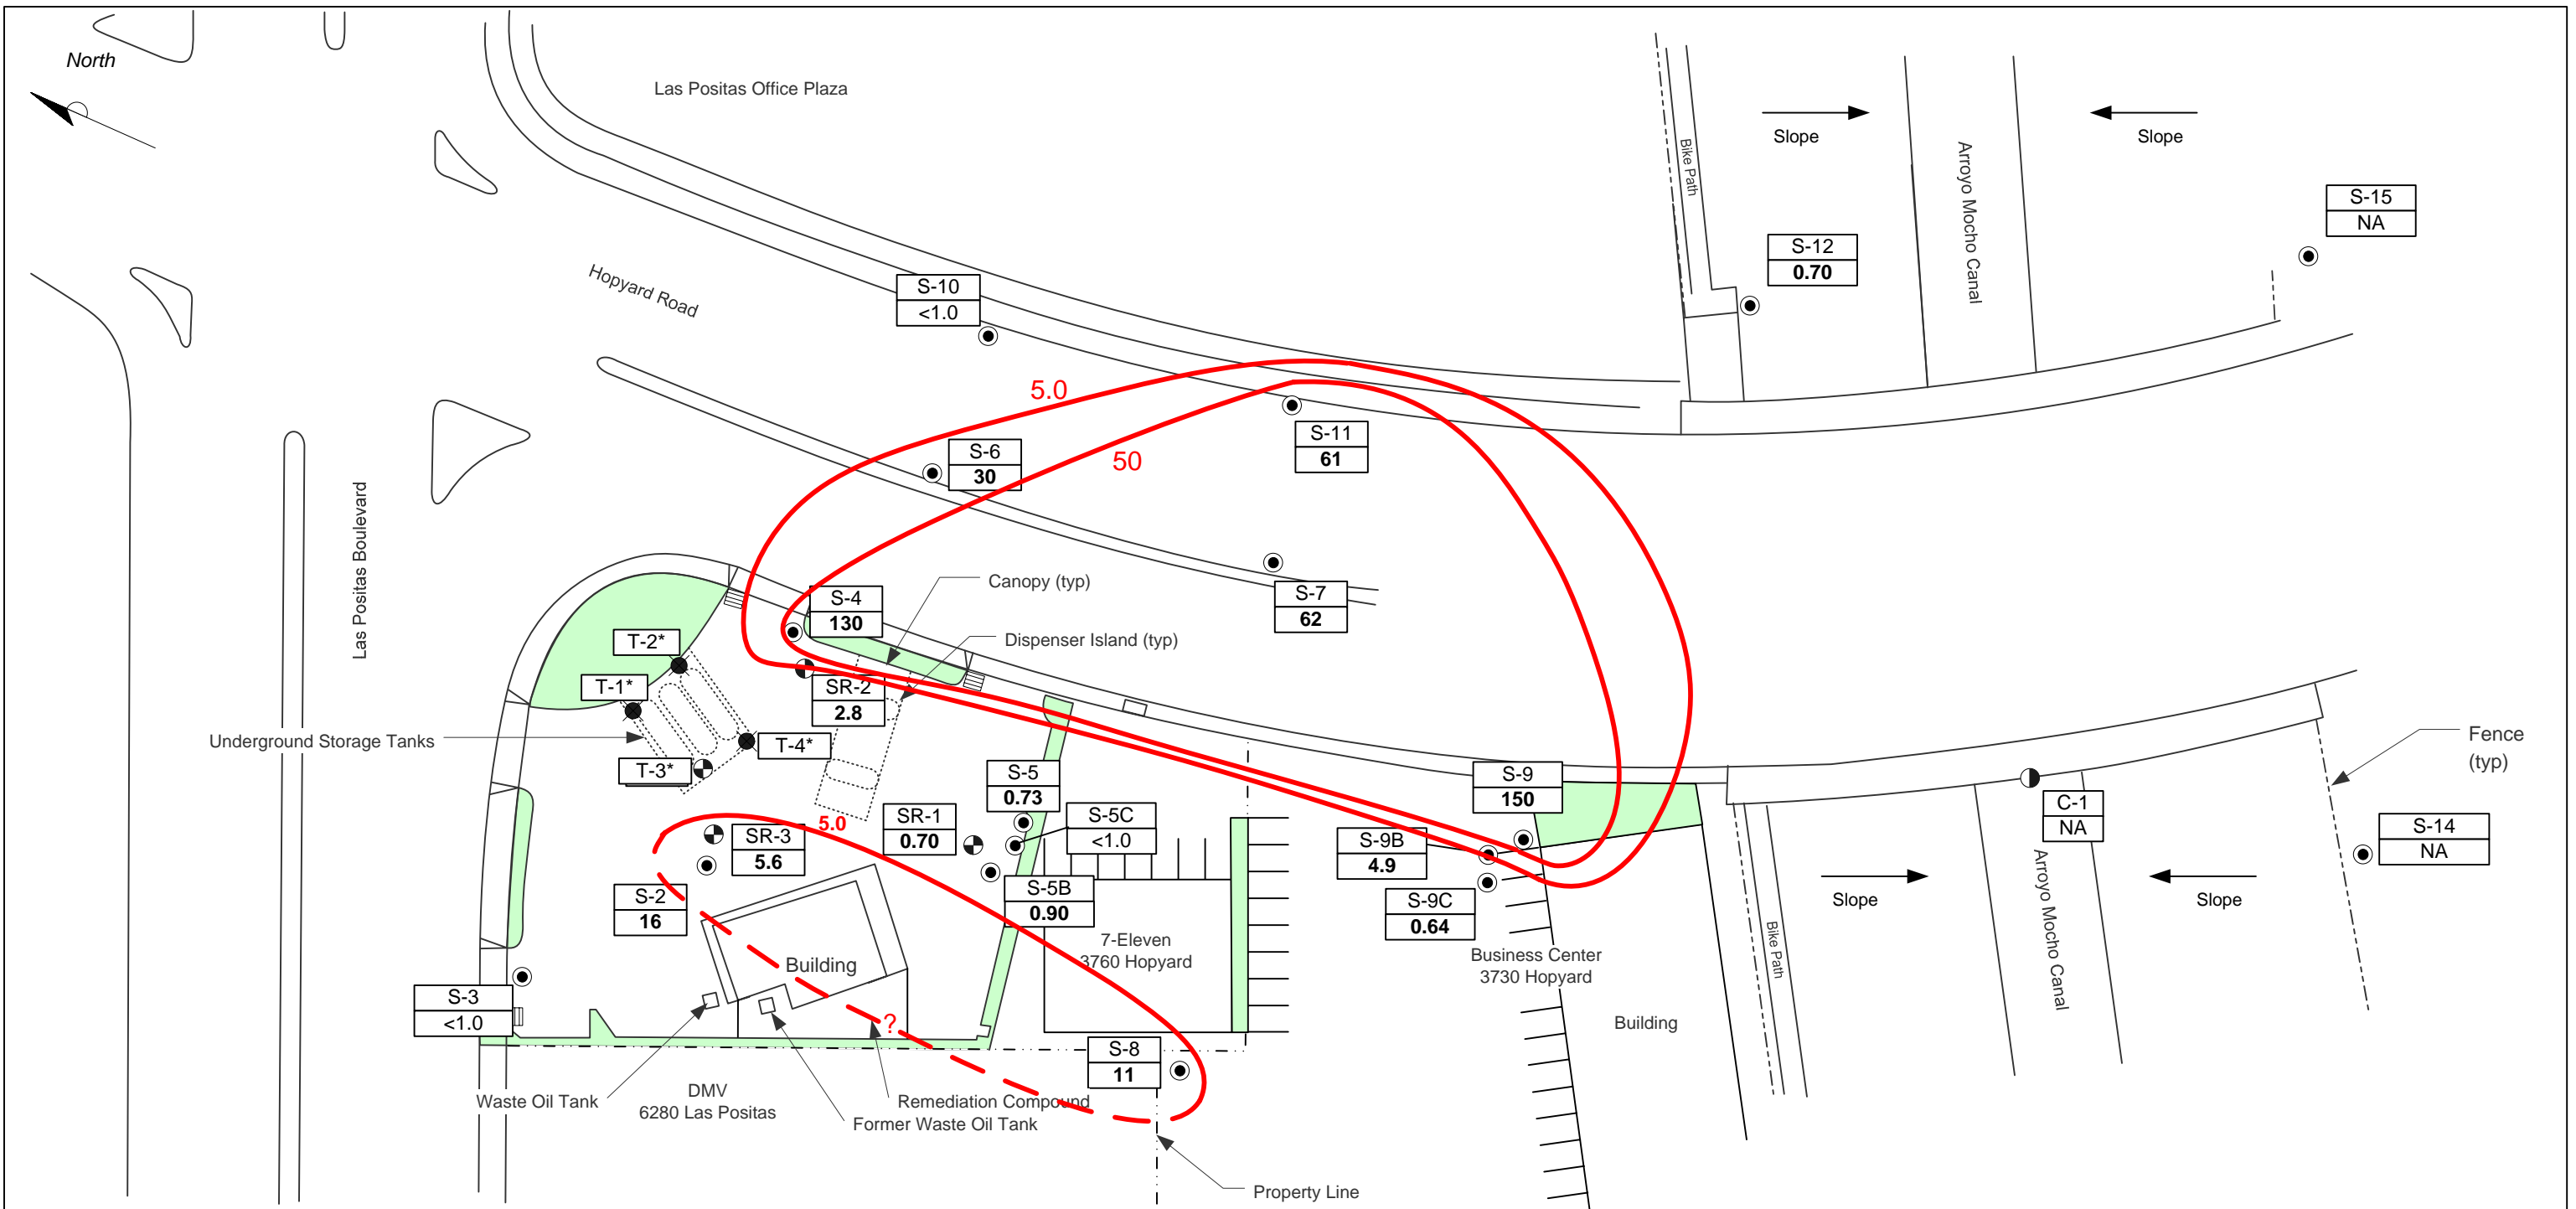 North
Las Positas Office Plaza
Slope
Slope
Bike Path
Arroyo Mocho Canal
S-15
NA
S-12
0.70
Hopyard Road
S-10
<1.0
5.0
S-6
30
50
S-11
61
Las Positas Boulevard
S-4
130
Canopy (typ)
S-7
62
T-2*
Dispenser Island (typ)
T-1*
SR-2
2.8
Underground Storage Tanks
T-4*
T-3*
Fence
(typ)
S-5
0.73
S-9
150
C-1
NA
SR-3
5.6
5.0
SR-1
0.70
S-5C
<1.0
S-9B
4.9
S-14
NA
S-2
16
S-5B
0.90
S-9C
0.64
Slope
Slope
Arroyo Mocho Canal
Bike Path
7-Eleven
3760 Hopyard
Business Center
3730 Hopyard
Building
S-3
<1.0
?
Building
S-8
11
Waste Oil Tank
DMV
6280 Las Positas
Remediation Compound
Former Waste Oil Tank
Property Line